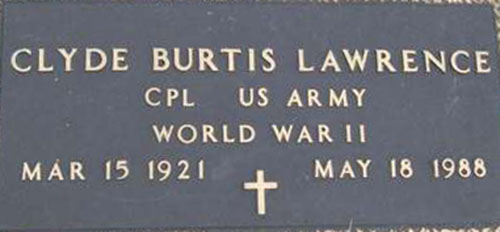 CLYDE BURTIS LAWRENCE
CPL US ARMY
WORLD WAR II
MAR 15 1921 MAY 18 1988